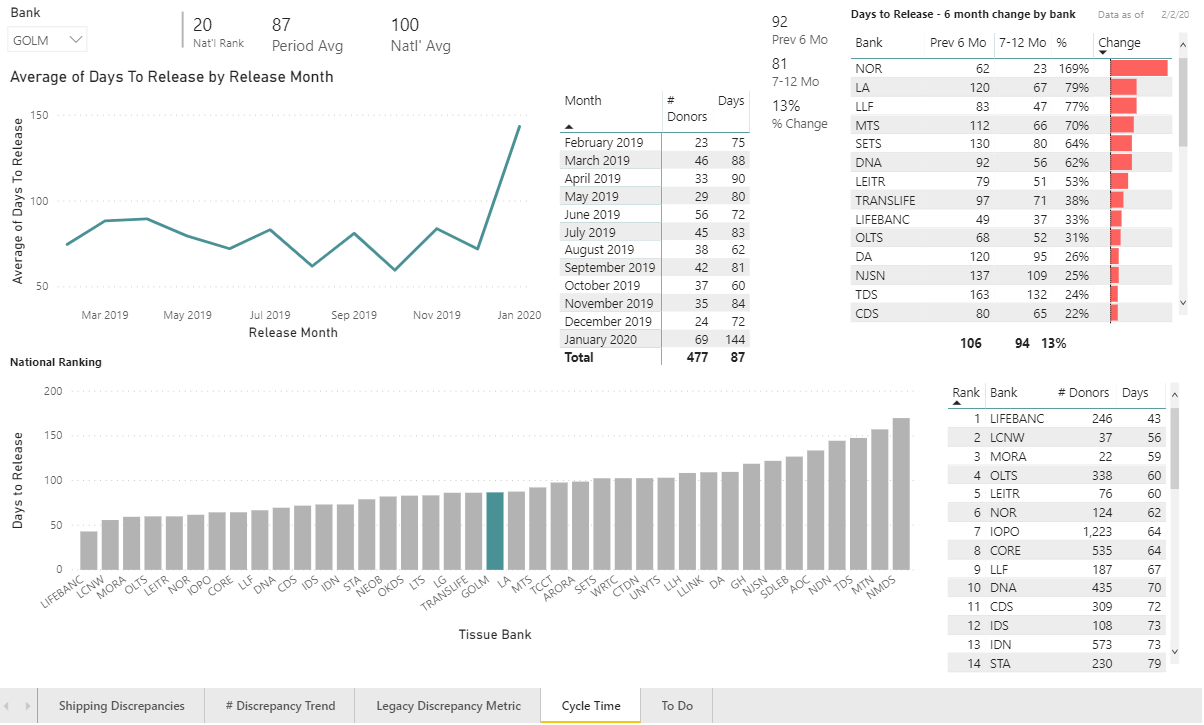 Bank
GOLM
20
Nat'l Rank
87
Period Avg
100
Natl' Avg
Average of Days To Release by Release Month
Average of Days To Release
150
100
50
Mar 2019 May 2019 Jul 2019 Sep 2019 Nov 2019 Jan 2020
Release Month
Month # Donors Days
February 2019 23 75
March 2019 46 88
April 2019 33 90
May 2019 29 80
June 2019 56 72
July 2019 45 83
August 2019 38 62
September 2019 42 81
October 2019 37 60
November 2019 35 84
December 2019 24 72
January 2020 69 144
Total 477 87
92
Prev 6 Mo
81
7-12 Mo
13%
% Change
Days to Release - 6 month change by bank
Data as of 2/2/20
Bank Prev 6 Mo 7-12 Mo % Change
NOR 62 23 169%
LA 120 67 79%
LLF 83 47 77%
MTS 112 66 70%
SETS 130 80 64%
DNA 92 56 62%
LEITR 79 51 53%
TRANSLIFE 97 71 38%
LIFEBANC 49 37 33%
OLTS 68 52 31%
DA 120 95 26%
NJSN 137 109 25%
TDS 163 132 24%
CDS 80 65 22%
106 94 13%
National Ranking
Days to Release
200
150
100
50
0
LIFEBANC LCNW MORA OLTS LEITR NOR IOPO CORE LLF DNA CDS IDS IDN STA NEOB OKDS LTS LG TRANSLIFE GOLM LA MTS TCCT ARORA SETS WRTC CTDN UNYTS LLH LLINK DA GH NJSN SDLEB AOC NDN TDS MTN NMDS
Tissue Bank
Rank Bank # Donors Days
1 LIFEBANC 246 43
2 LCNW 37 56
3 MORA 22 59
4 OLTS 338 60
5 LEITR 76 60
6 NOR 124 62
7 IOPO 1,223 64
8 CORE 535 64
9 LLF 187 67
10 DNA 435 70
11 CDS 309 72
12 IDS 108 73
13 IDN 573 73
14 STA 230 79
Shipping Discrepancies # Discrepancy Trend Legacy Discrepancy Metric Cycle Time To Do